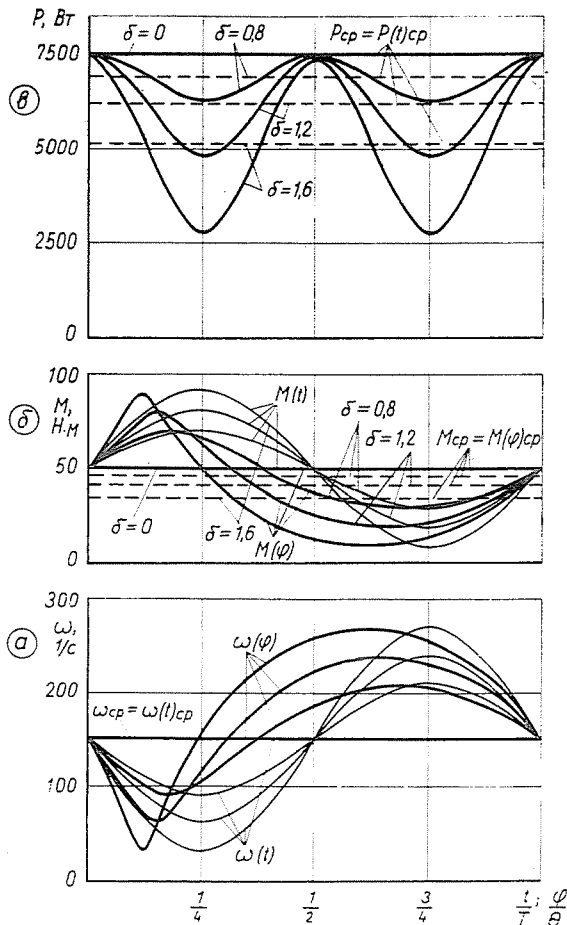 P, Вт
7500
5000
2500
0
в
δ = 0
δ = 0,8
Pср = P(t)ср
δ = 1,2
δ = 1,6
100
M,
Н·м
50
0
б
M(t)
δ = 0,8
δ = 1,2
Mср = M(φ)ср
δ = 0
δ = 1,6
M(φ)
300
ω,
1/с
200
100
0
а
ω(φ)
ωср = ω(t)ср
ω(t)
1/4
1/2
3/4
t/T ; φ/Θ